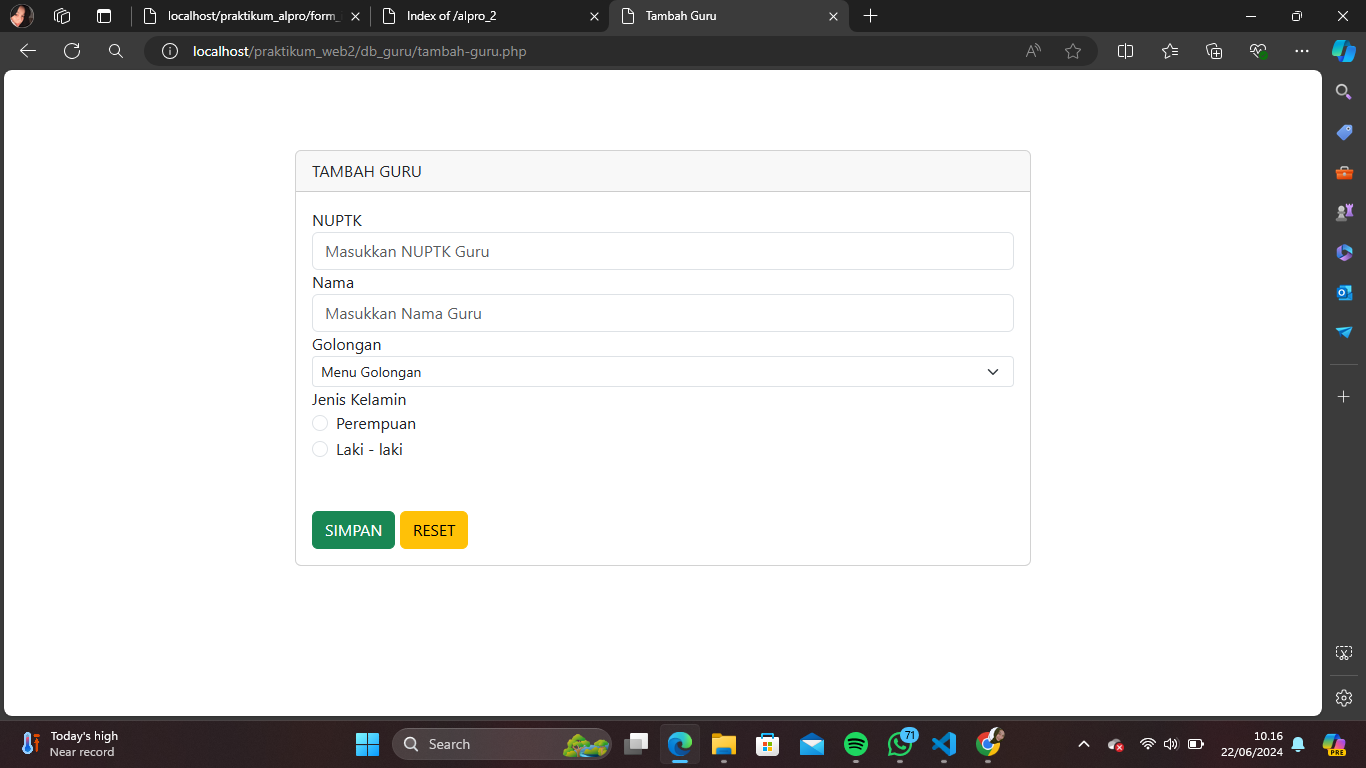 localhost/praktikum_alpro/form_
Index of /alpro_2
Tambah Guru
localhost/praktikum_web2/db_guru/tambah-guru.php
TAMBAH GURU
NUPTK
Masukkan NUPTK Guru
Nama
Masukkan Nama Guru
Golongan
Menu Golongan
Jenis Kelamin
Perempuan
Laki - laki
SIMPAN RESET
Today's high
Near record
Search
71
10.16
22/06/2024
PRE